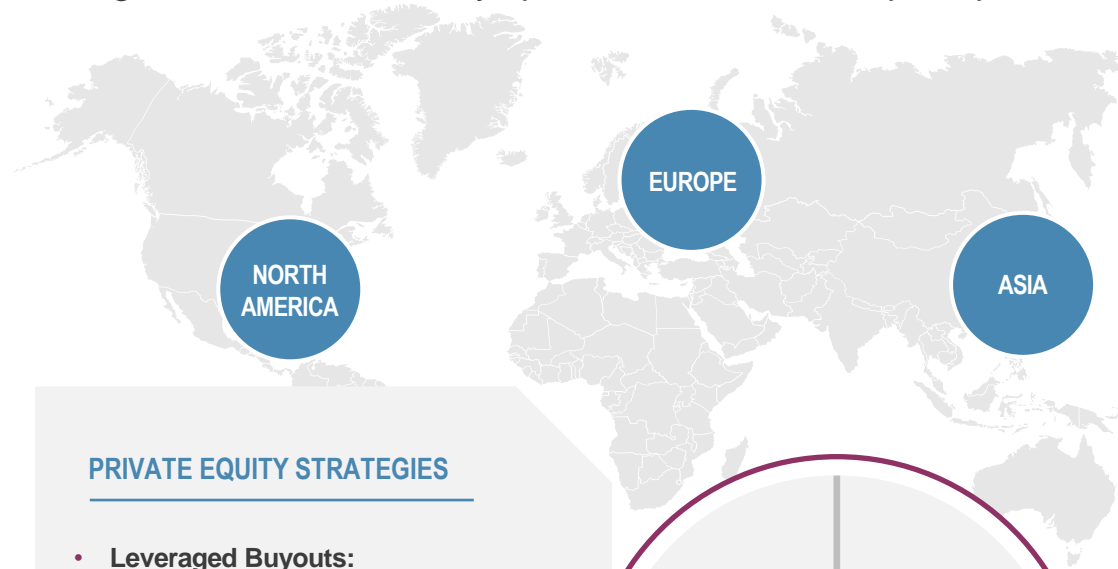 EUROPE
NORTH
AMERICA
ASIA
PRIVATE EQUITY STRATEGIES
• Leveraged Buyouts: